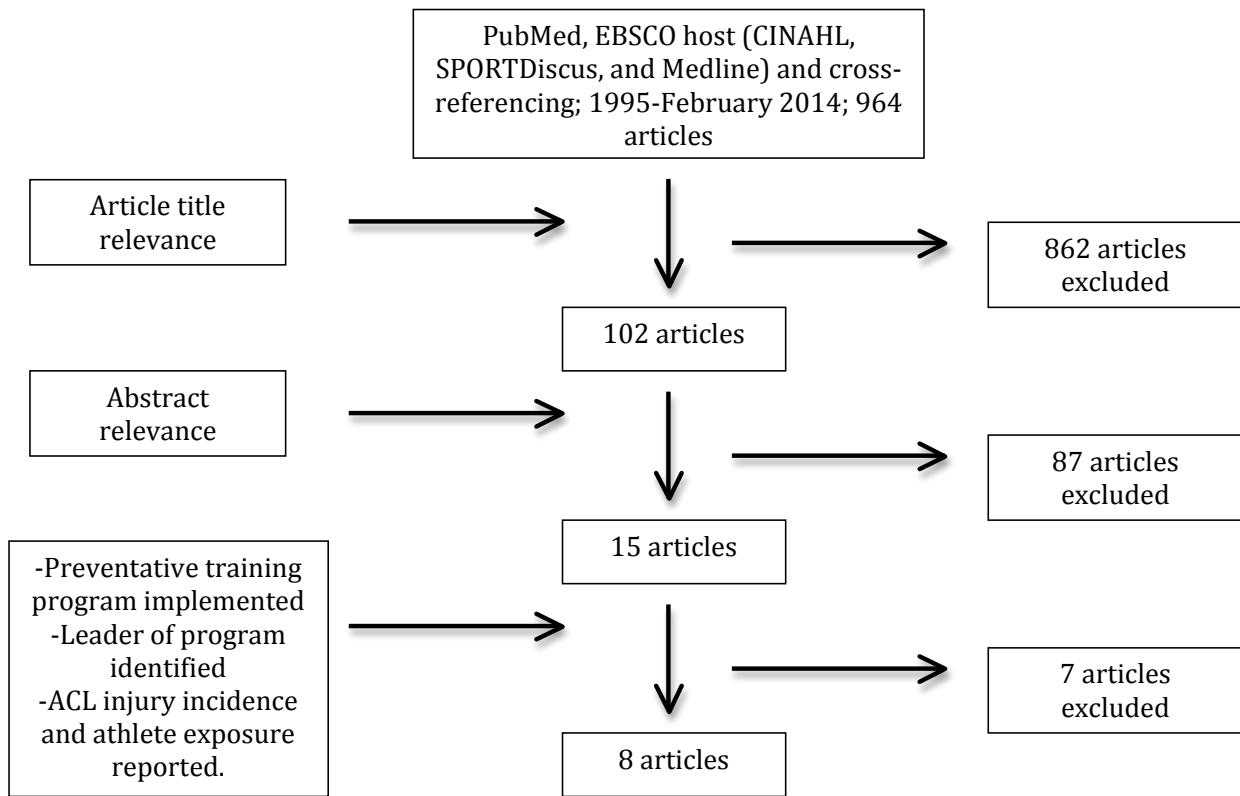 PubMed, EBSCO host (CINAHL,
SPORTDiscus, and Medline) and cross-
referencing; 1995-February 2014; 964
articles
Article title
relevance
862 articles
excluded
102 articles
Abstract
relevance
87 articles
excluded
15 articles
-Preventative training
program implemented
-Leader of program
identified
-ACL injury incidence
and athlete exposure
reported.
7 articles
excluded
8 articles